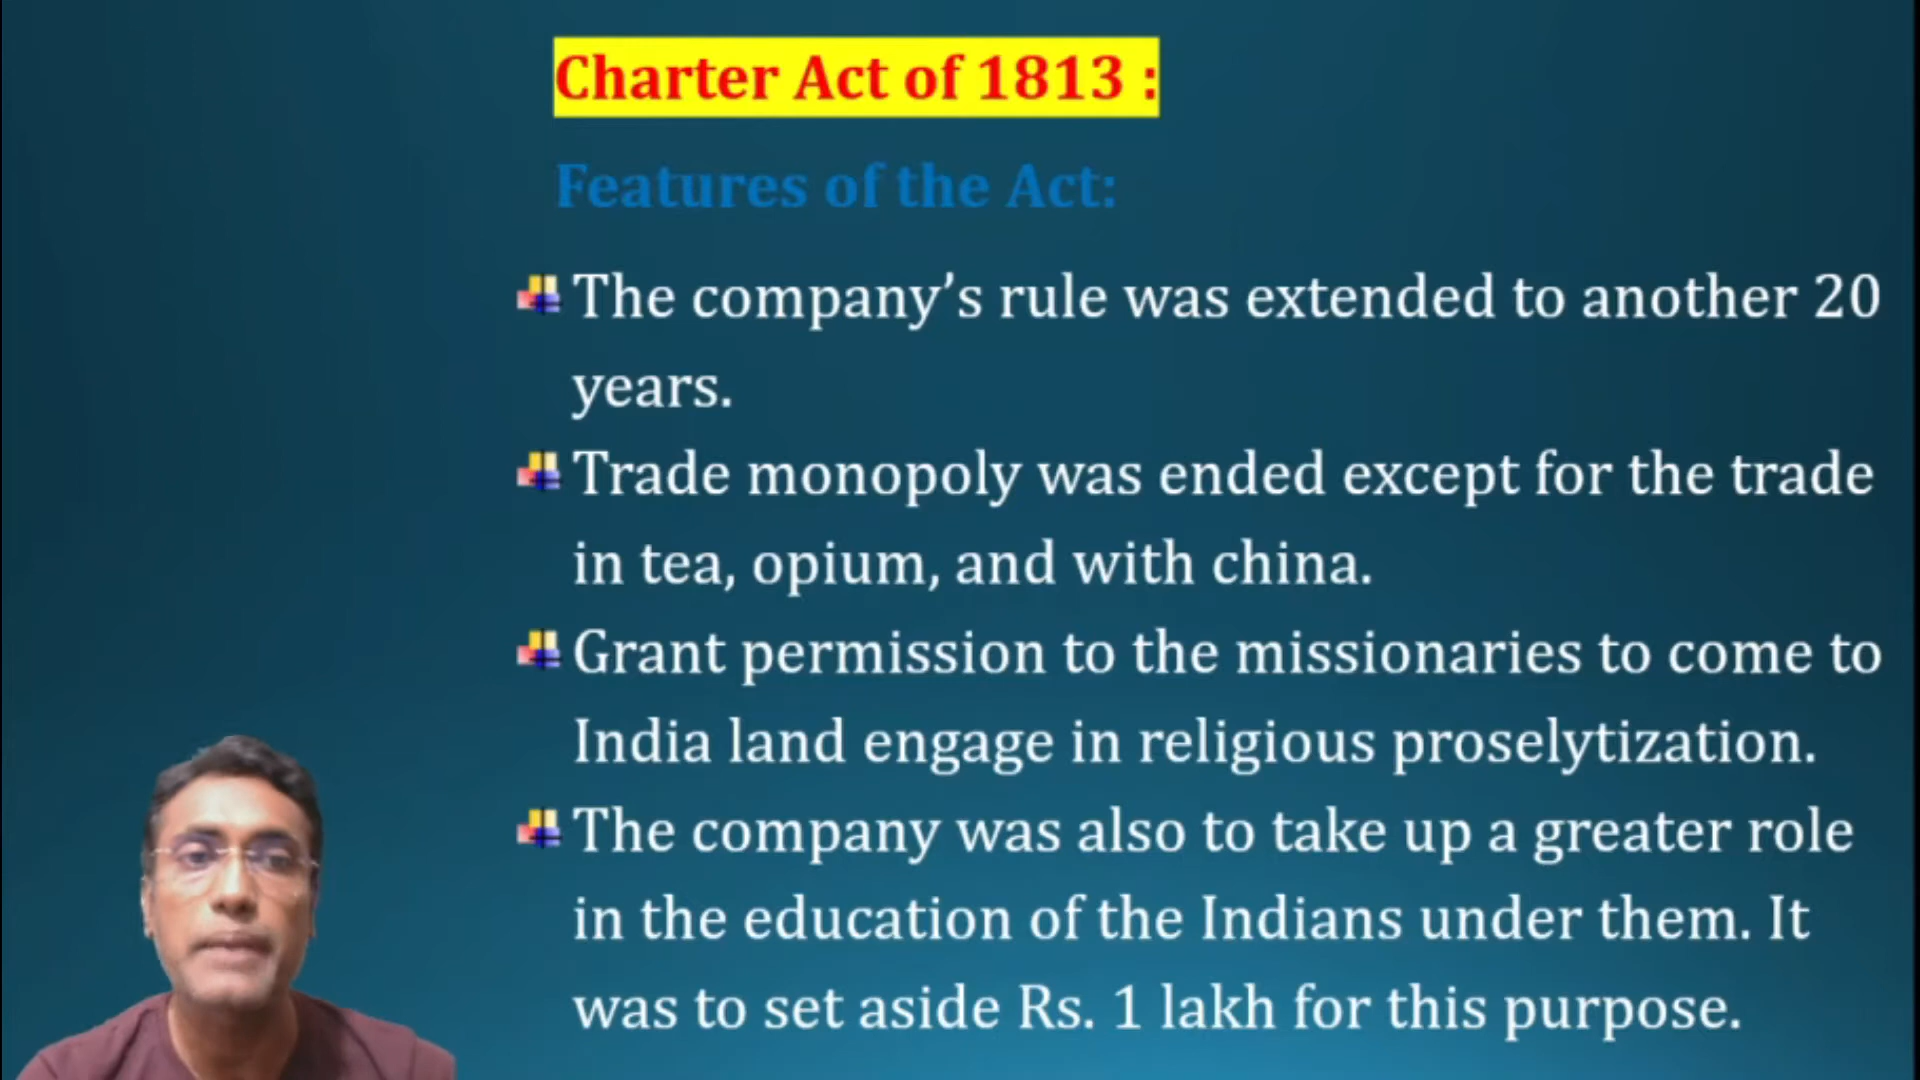 Charter Act of 1813 :
Features of the Act:
The company’s rule was extended to another 20
years.
Trade monopoly was ended except for the trade
in tea, opium, and with china.
Grant permission to the missionaries to come to
India land engage in religious proselytization.
The company was also to take up a greater role
in the education of the Indians under them. It
was to set aside Rs. 1 lakh for this purpose.